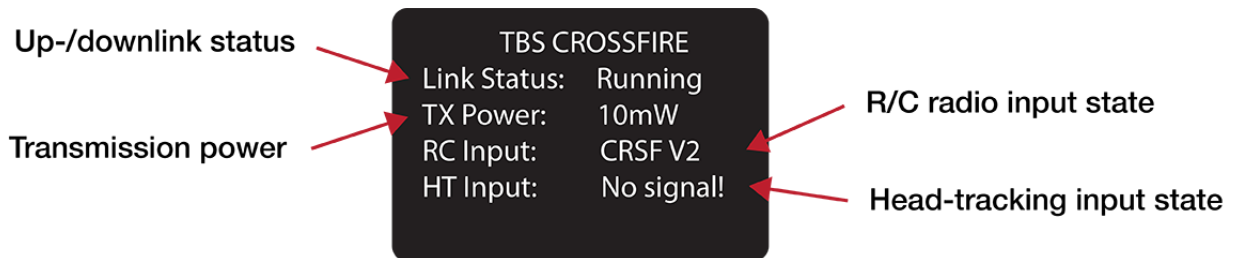 Up-/downlink status
Transmission power
TBS CROSSFIRE
Link Status: Running
TX Power: 10mW
RC Input: CRSF V2
HT Input: No signal!
R/C radio input state
Head-tracking input state